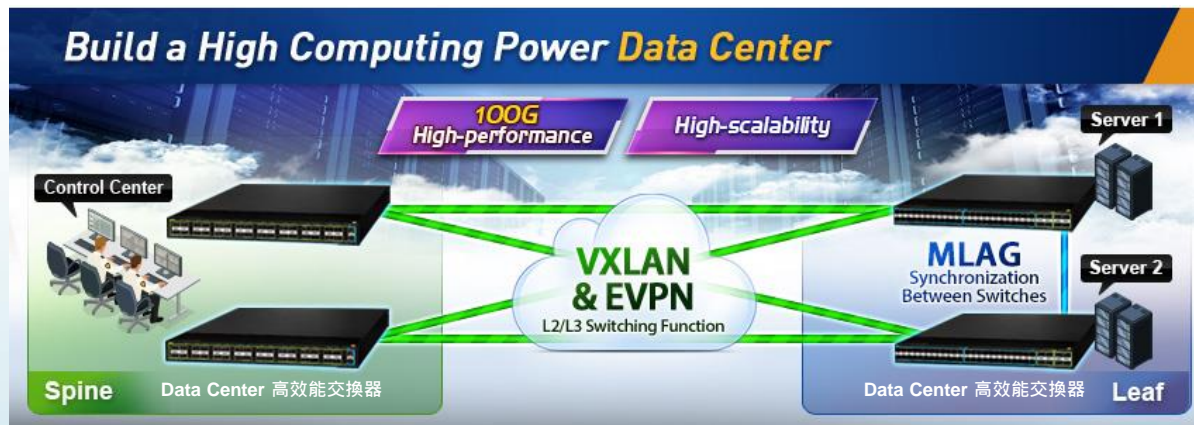 Build a High Computing Power Data Center
100G
High-performance
High-scalability
Server 1
Control Center
VXLAN
& EVPN
L2/L3 Switching Function
MLAG
Synchronization
Between Switches
Server 2
Spine
Data Center 高效能交換器
Data Center 高效能交換器
Leaf